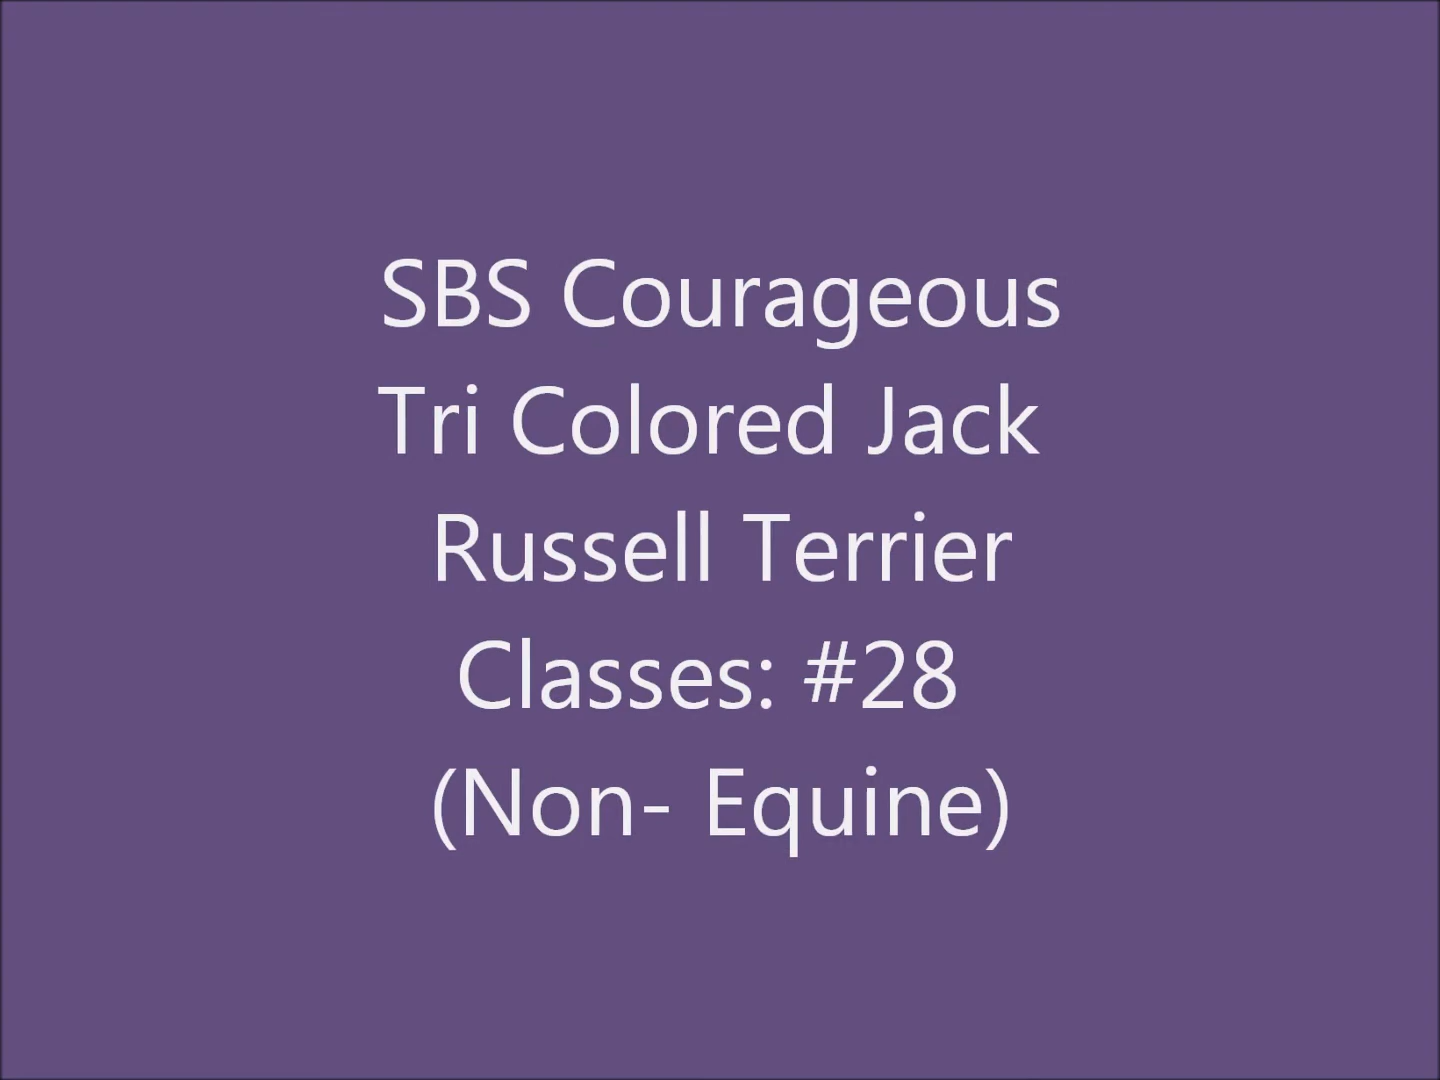 SBS Courageous
Tri Colored Jack
Russell Terrier
Classes: #28
(Non- Equine)